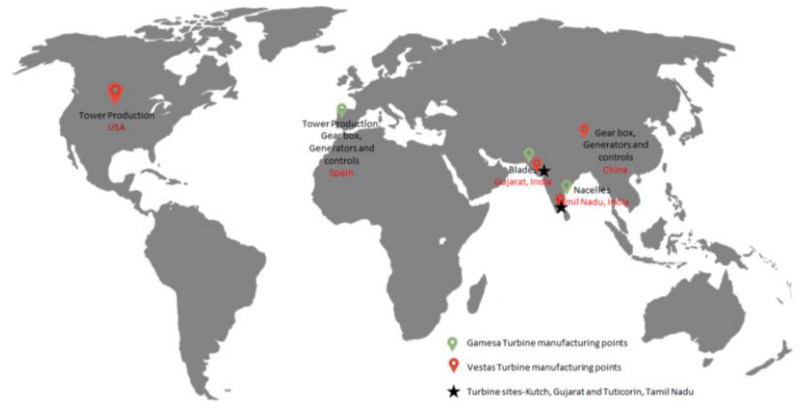 Tower Production
USA
Tower Production,
Gear box,
Generators and
controls
Spain
Gear box,
Generators and
controls
China
Blades
Gujarat, India
Nacelles
Tamil Nadu, India
Gamesa Turbine manufacturing points
Vestas Turbine manufacturing points
Turbine sites-Kutch, Gujarat and Tuticorin, Tamil Nadu